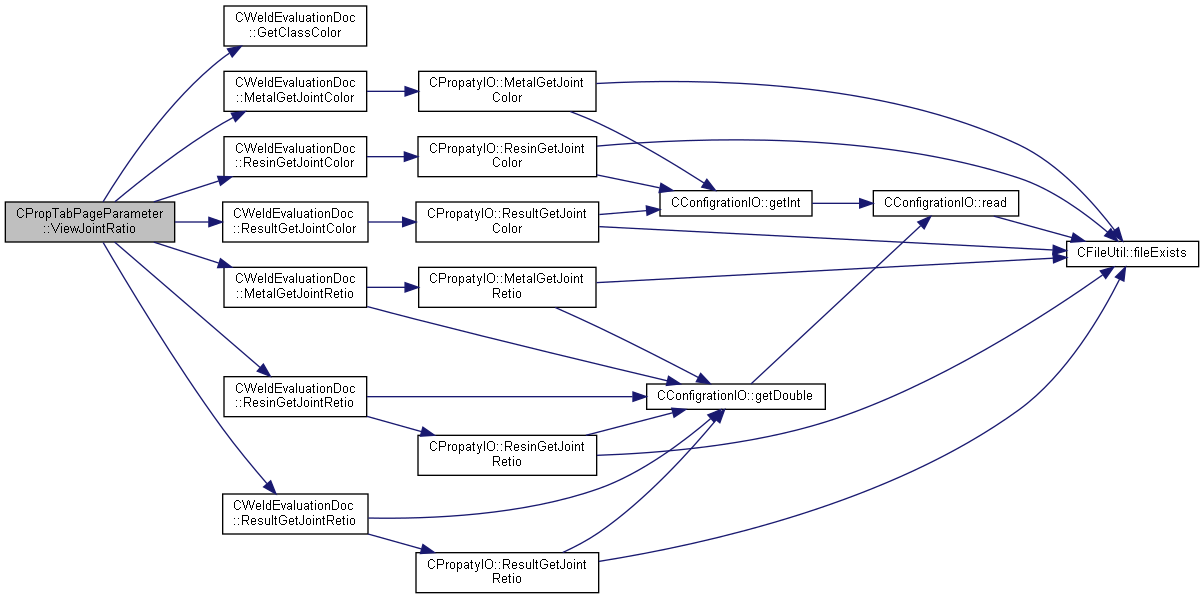 CPropTabPageParameter
::ViewJointRatio
CWeldEvaluationDoc
::GetClassColor
CWeldEvaluationDoc
::MetalGetJointColor
CWeldEvaluationDoc
::ResinGetJointColor
CWeldEvaluationDoc
::ResultGetJointColor
CWeldEvaluationDoc
::MetalGetJointRetio
CWeldEvaluationDoc
::ResinGetJointRetio
CWeldEvaluationDoc
::ResultGetJointRetio
CPropatyIO::MetalGetJoint
Color
CPropatyIO::ResinGetJoint
Color
CPropatyIO::ResultGetJoint
Color
CPropatyIO::MetalGetJoint
Retio
CPropatyIO::ResinGetJoint
Retio
CPropatyIO::ResultGetJoint
Retio
CConfigrationIO::getInt
CConfigrationIO::getDouble
CConfigrationIO::read
CFileUtil::fileExists